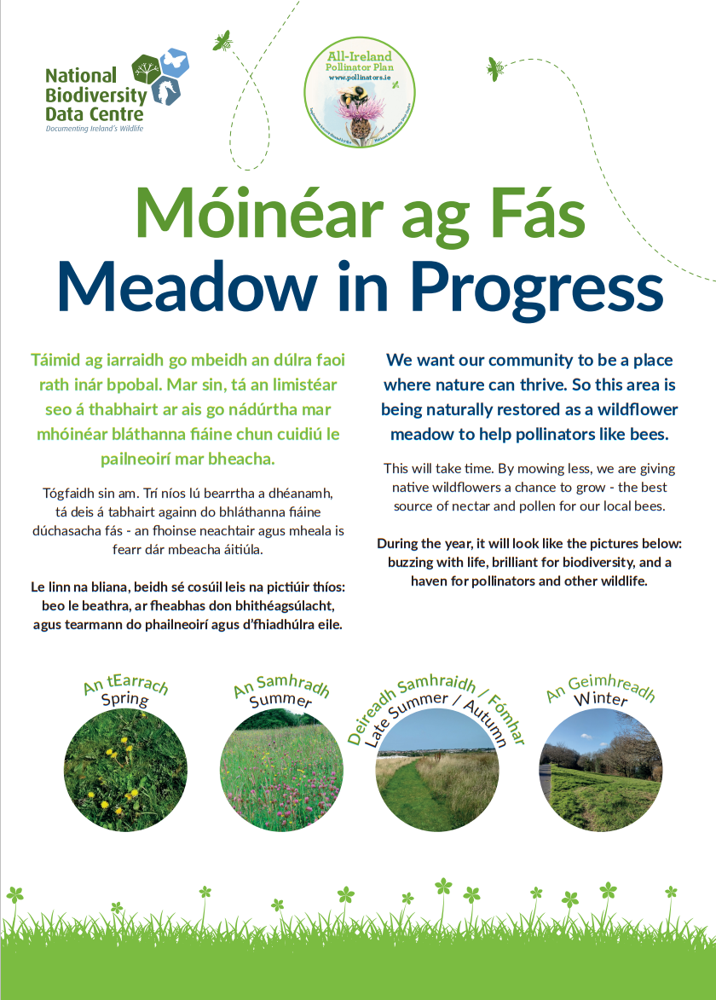 National
Biodiversity
Data Centre
Documenting Ireland's Wildlife
All-Ireland
Pollinator Plan
www.pollinators.ie
Móinéar ag Fás
Meadow in Progress
Táimid ag iarraidh go mbeidh an dúlra faoi
rath inár bpobal. Mar sin, tá an limistéar
seo á thabhairt ar ais go nádúrtha mar
mhóinéar bláthanna fiáine chun cuidiú le
pailneoirí mar bheacha.
Tógfaidh sin am. Trí níos lú bearrtha a dhéanamh,
tá deis á tabhairt againn do bhláthanna fiáine
dúchasacha fás - an fhoinse neachtair agus mheala is
fearr dár mbeacha áitiúla.
Le linn na bliana, beidh sé cosúil leis na pictiúir thíos:
beo le beathra, ar fheabhas don bhithéagsúlacht,
agus tearmann do phailneoirí agus d'fhiadhúlra eile.
We want our community to be a place
where nature can thrive. So this area is
being naturally restored as a wildflower
meadow to help pollinators like bees.
This will take time. By mowing less, we are giving
native wildflowers a chance to grow - the best
source of nectar and pollen for our local bees.
During the year, it will look like the pictures below:
buzzing with life, brilliant for biodiversity, and a
haven for pollinators and other wildlife.
An tEarrach
Spring
An Samhradh
Summer
Deireadh Samhraidh / Fómhar
Late Summer / Autumn
An Geimhreadh
Winter